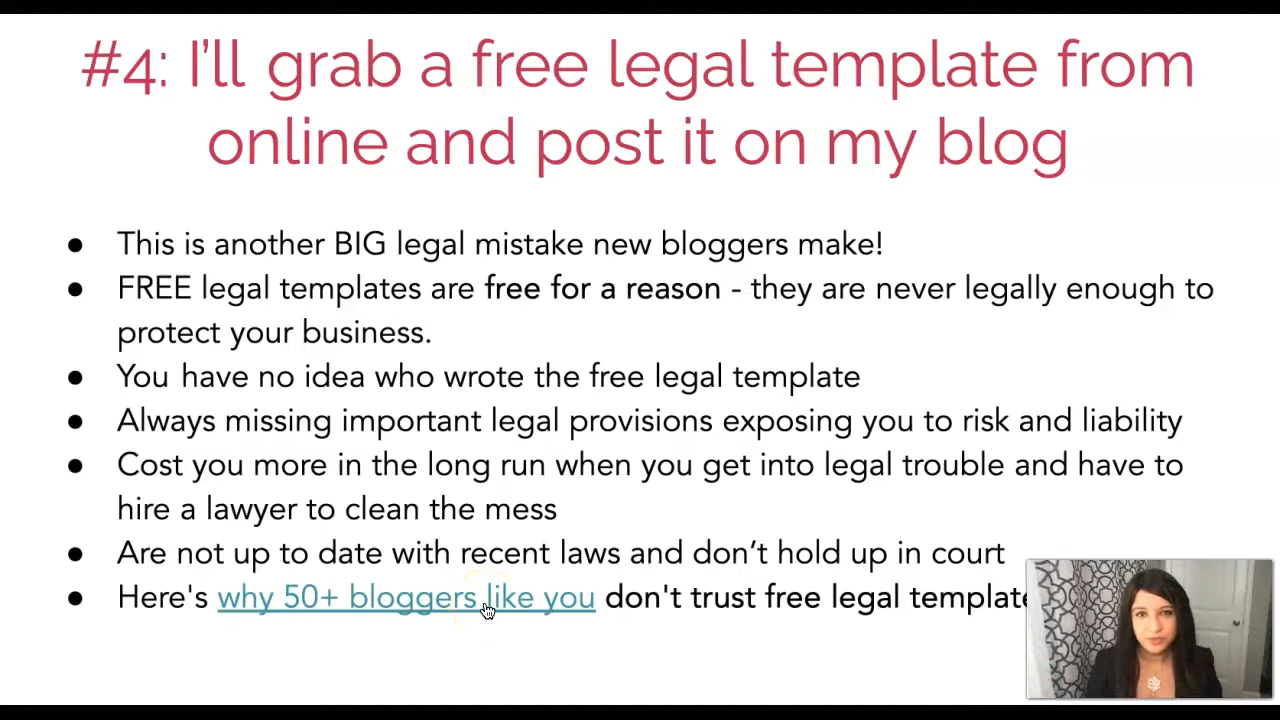 #4: I'll grab a free legal template from
online and post it on my blog
● This is another BIG legal mistake new bloggers make!
● FREE legal templates are free for a reason - they are never legally enough to
protect your business.
● You have no idea who wrote the free legal template
● Always missing important legal provisions exposing you to risk and liability
● Cost you more in the long run when you get into legal trouble and have to
hire a lawyer to clean the mess
● Are not up to date with recent laws and don't hold up in court
● Here's why 50+ bloggers like you don't trust free legal template